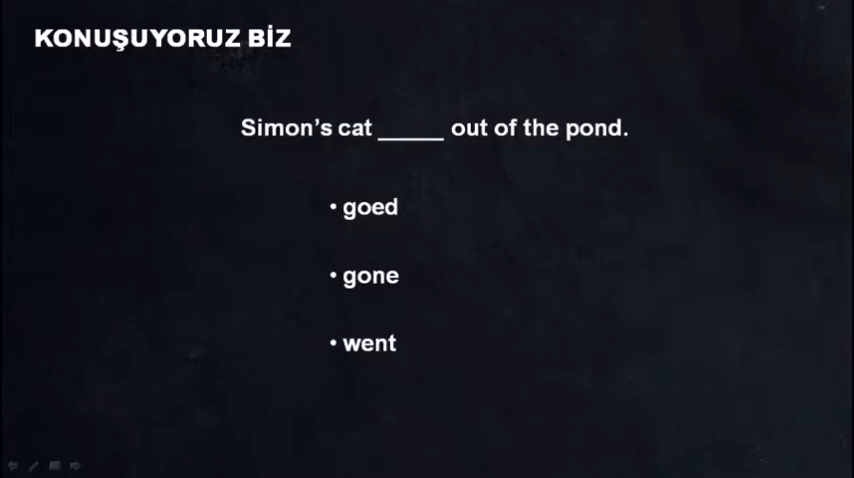 KONUŞUYORUZ BİZ
Simon’s cat _____ out of the pond.
• goed
• gone
• went